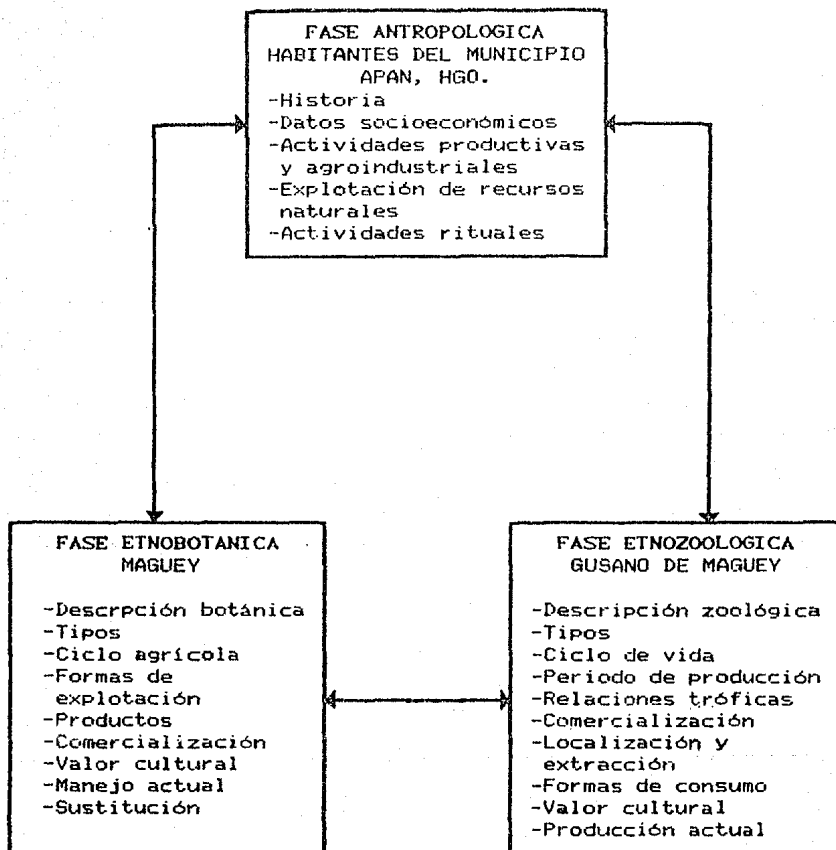 FASE ANTROPOLOGICA
HABITANTES DEL MUNICIPIO
APAN, HGO.
-Historia
-Datos socioeconómicos
-Actividades productivas
y agroindustriales
-Explotación de recursos
naturales
-Actividades rituales
FASE ETNOBOTANICA
MAGUEY
-Descrpción botánica
-Tipos
-Ciclo agrícola
-Formas de
explotación
-Productos
-Comercialización
-Valor cultural
-Manejo actual
-Sustitución
FASE ETNOZOOLOGICA
GUSANO DE MAGUEY
-Descripción zoológica
-Tipos
-Ciclo de vida
-Periodo de producción
-Relaciones tróficas
-Comercialización
-Localización y
extracción
-Formas de consumo
-Valor cultural
-Producción actual